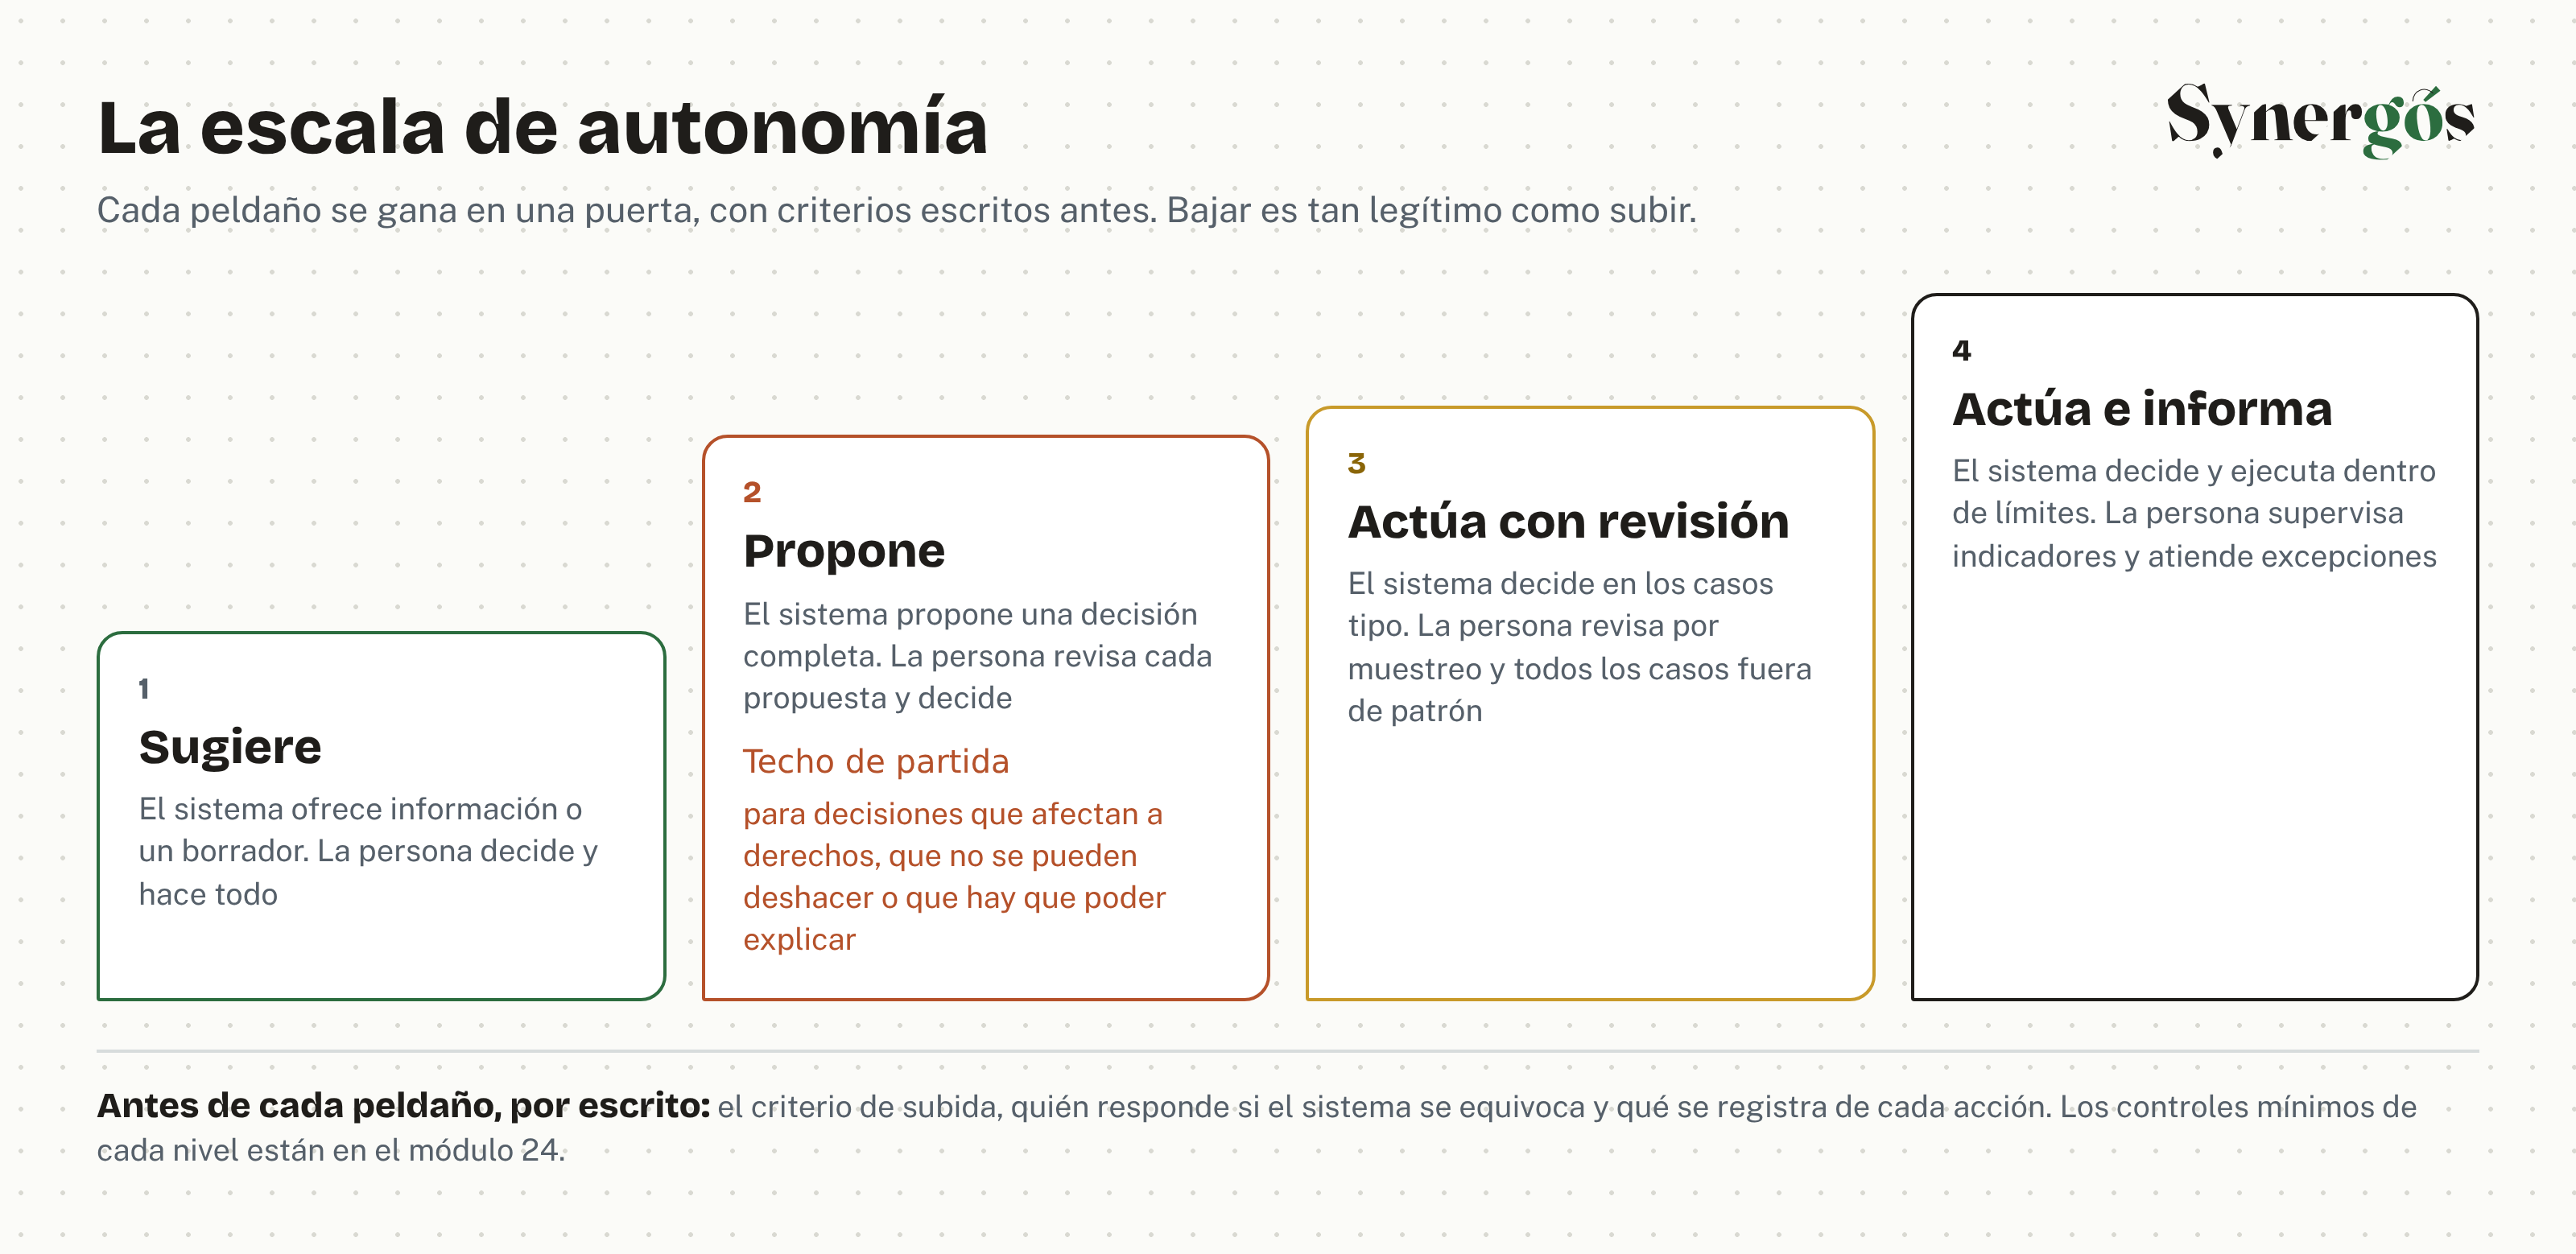 La escala de autonomía
Synergós
Cada peldaño se gana en una puerta, con criterios escritos antes. Bajar es tan legítimo como subir.
1
Sugiere
El sistema ofrece información o
un borrador. La persona decide y
hace todo
2
Propone
El sistema propone una decisión
completa. La persona revisa cada
propuesta y decide
Techo de partida
para decisiones que afectan a
derechos, que no se pueden
deshacer o que hay que poder
explicar
3
Actúa con revisión
El sistema decide en los casos
tipo. La persona revisa por
muestreo y todos los casos fuera
de patrón
4
Actúa e informa
El sistema decide y ejecuta dentro
de límites. La persona supervisa
indicadores y atiende excepciones
Antes de cada peldaño, por escrito: el criterio de subida, quién responde si el sistema se equivoca y qué se registra de cada acción. Los controles mínimos de
cada nivel están en el módulo 24.